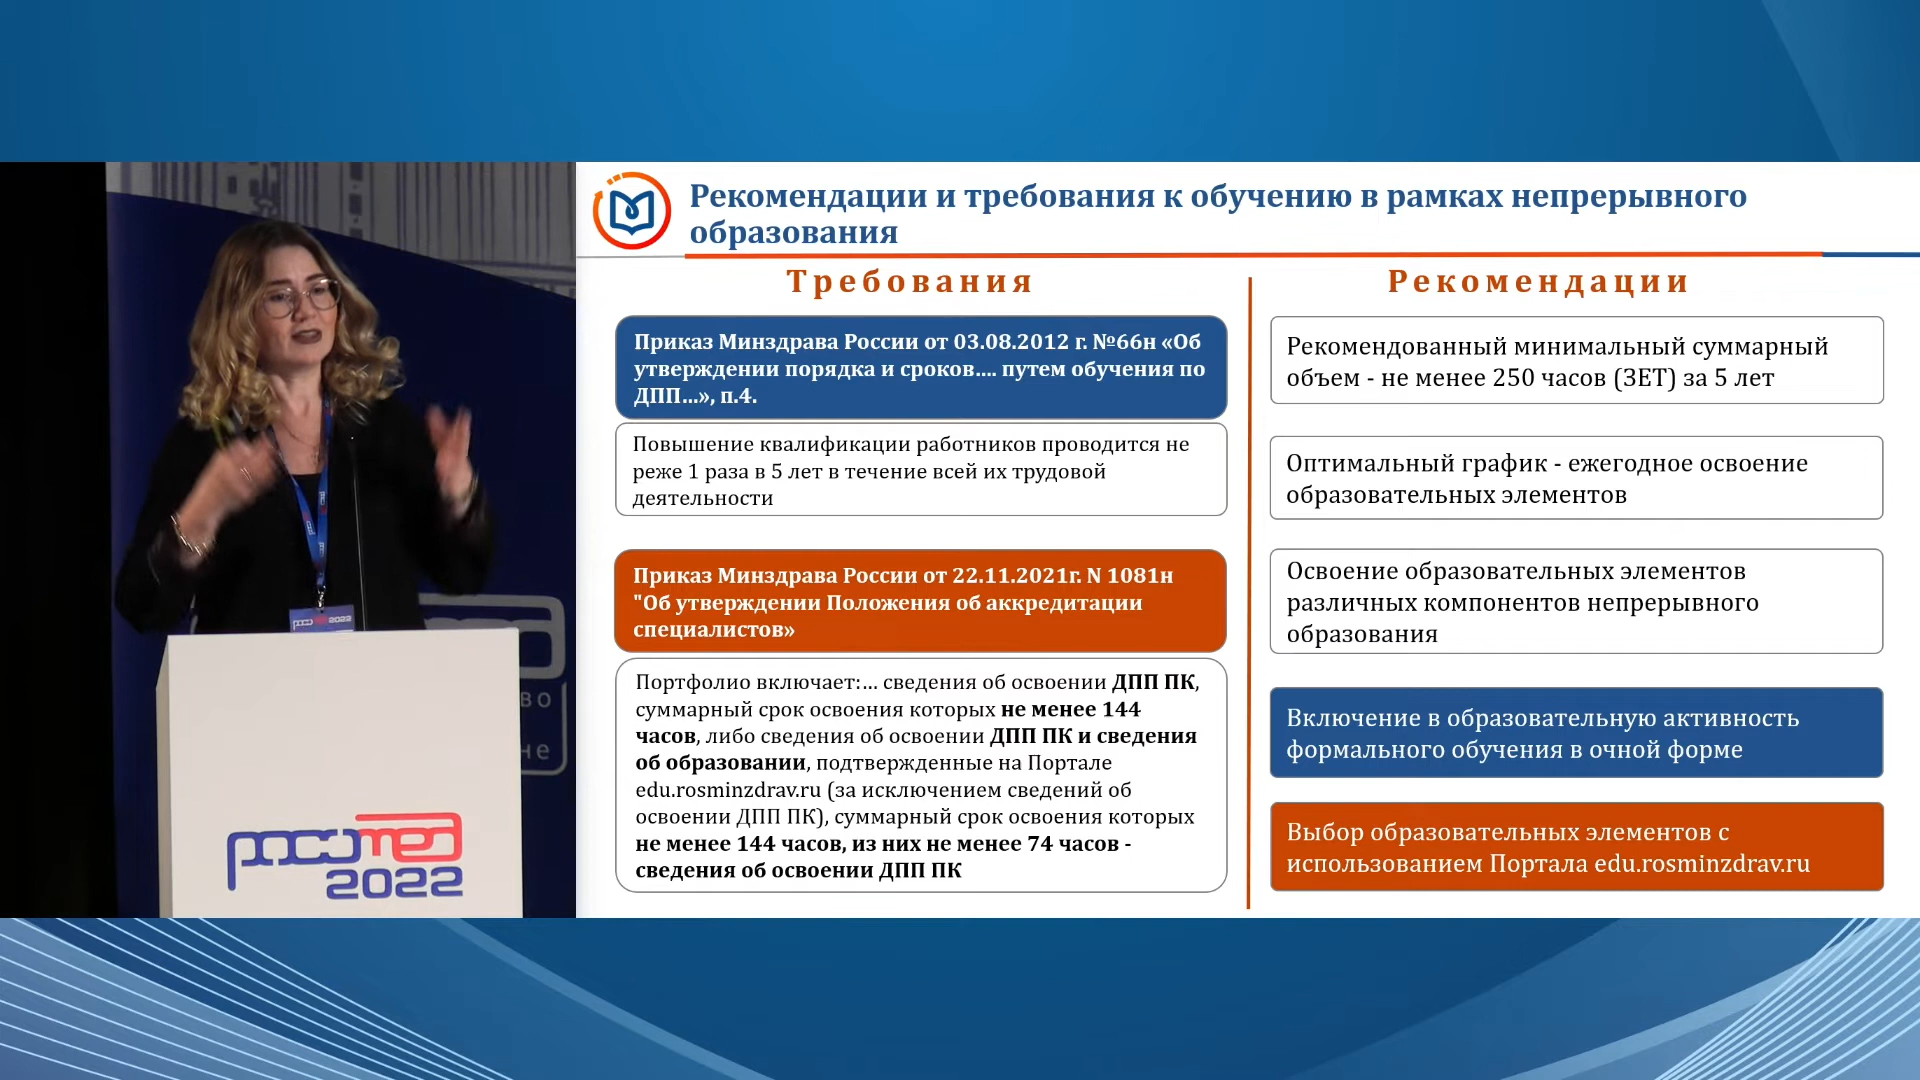 Рекомендации и требования к обучению в рамках непрерывного
образования
Требования
Приказ Минздрава России от 03.08.2012 г. №66н «Об
утверждении порядка и сроков…. путем обучения по
ДПП…», п.4.
Повышение квалификации работников проводится не
реже 1 раза в 5 лет в течение всей их трудовой
деятельности
Приказ Минздрава России от 22.11.2021г. N 1081н
"Об утверждении Положения об аккредитации
специалистов»
Портфолио включает:… сведения об освоении ДПП ПК,
суммарный срок освоения которых не менее 144
часов, либо сведения об освоении ДПП ПК и сведения
об образовании, подтвержденные на Портале
edu.rosminzdrav.ru (за исключением сведений об
освоении ДПП ПК), суммарный срок освоения которых
не менее 144 часов, из них не менее 74 часов -
сведения об освоении ДПП ПК
Рекомендации
Рекомендованный минимальный суммарный
объем - не менее 250 часов (ЗЕТ) за 5 лет
Оптимальный график - ежегодное освоение
образовательных элементов
Освоение образовательных элементов
различных компонентов непрерывного
образования
Включение в образовательную активность
формального обучения в очной форме
Выбор образовательных элементов с
использованием Портала edu.rosminzdrav.ru
росомед
2022
росомед 2022
во
не